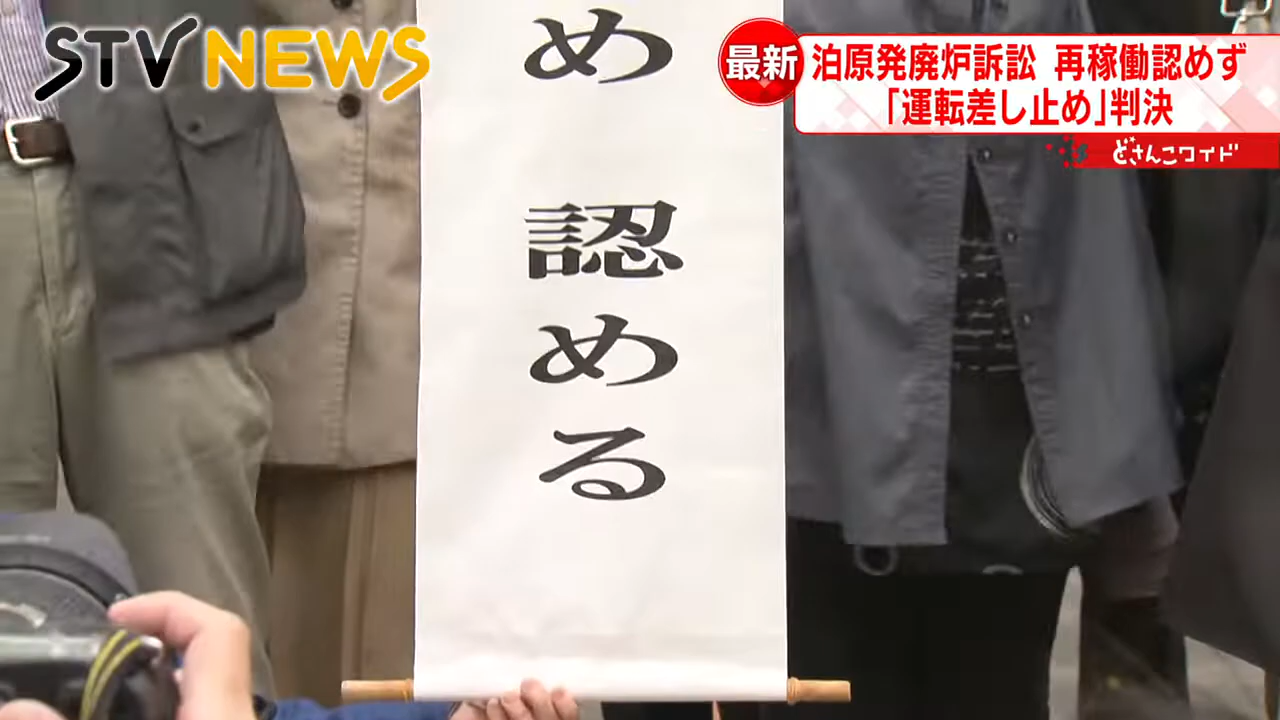 STV NEWS
最新
泊原発廃炉訴訟 再稼働認めず
「運転差し止め」判決
どさんこワイド
め 認める